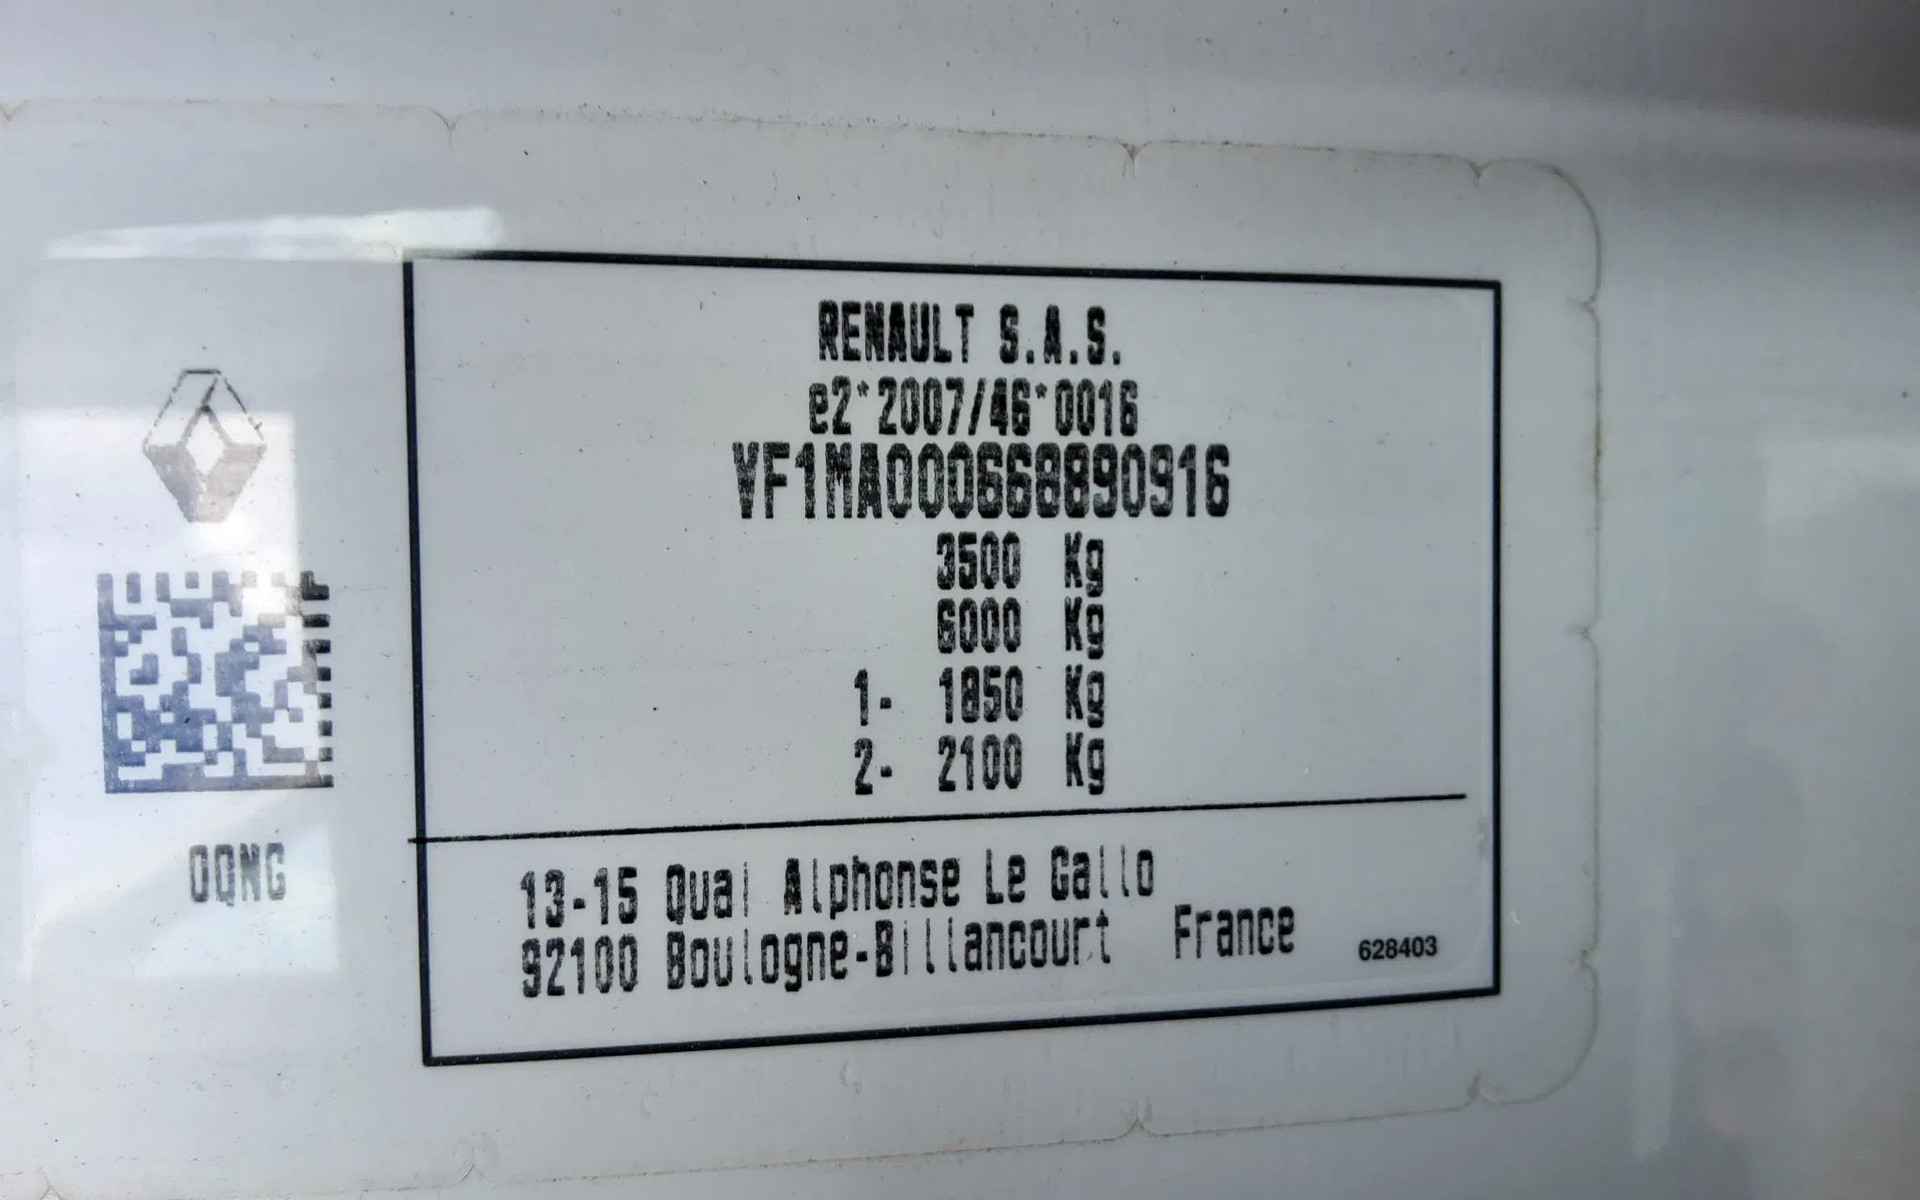 RENAULT S.A.S.
e2*2007/46*0016
VF1MA000668890916
3500 Kg
6000 Kg
1- 1850 Kg
2- 2100 Kg
13-15 Quai Alphonse Le Gallo
92100 Boulogne-Billancourt France
628403
OQNG